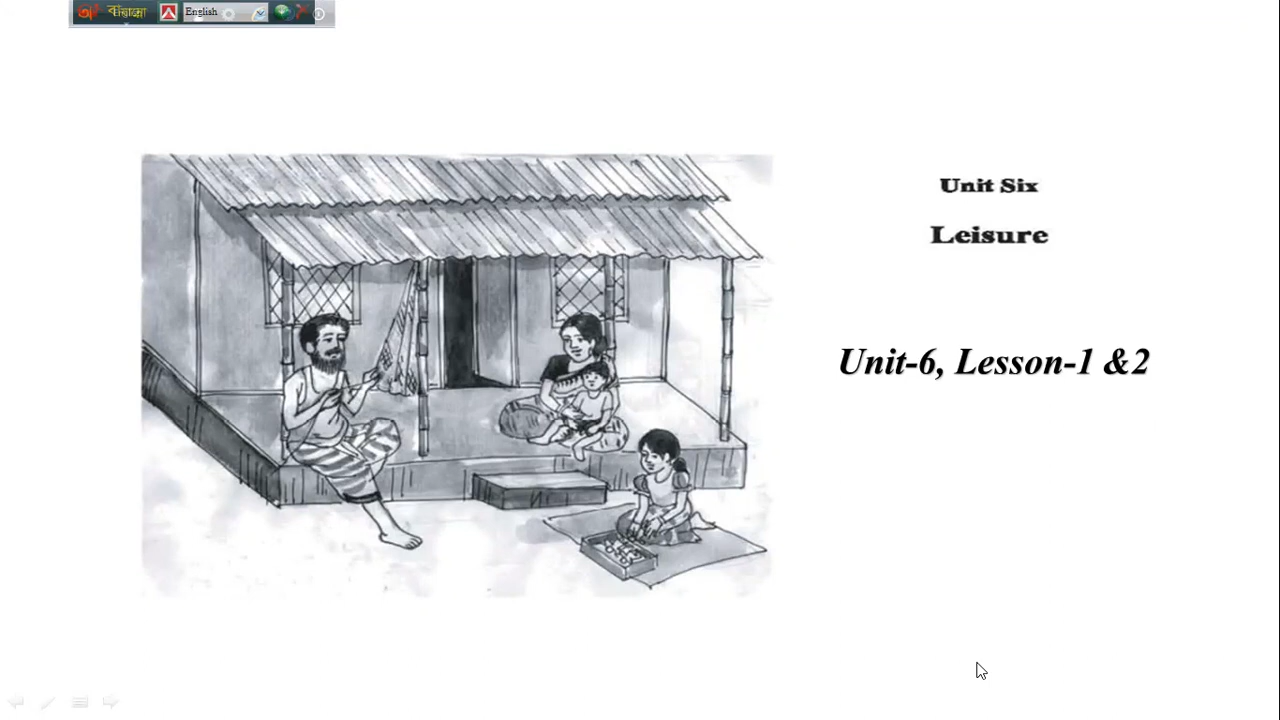 অ বাংলা English
Unit Six
Leisure
Unit-6, Lesson-1 &2